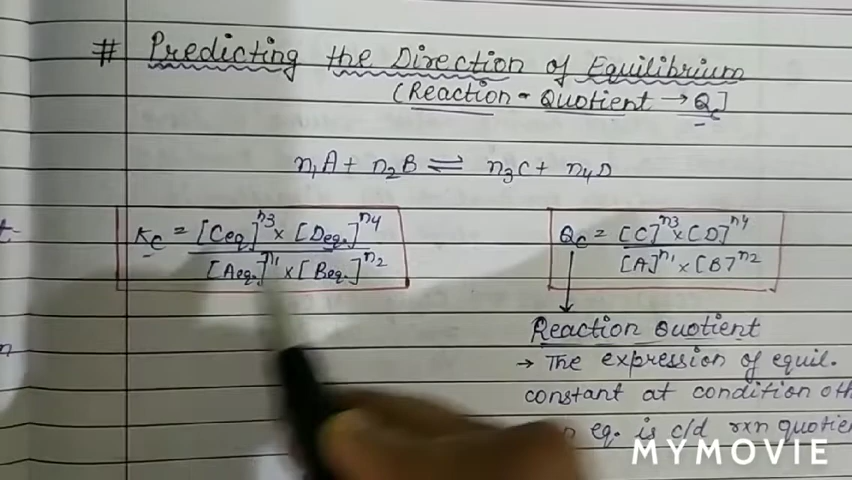 # Predicting the Direction of Equilibrium
(Reaction - Quotient → Qc]
n₁A + n₂B ⇌ n₃C + n₄D
Kc = [Ceq]^n₃ × [Deq.]^n₄
[Aeq.]^n₁ × [Beq.]^n₂
Qc = [C]^n₃ × [D]^n₄
[A]^n₁ × [B]^n₂
Reaction Quotient
→ The expression of equil.
constant at condition oth
eq. is c/d rxn quotie
MYMOVIE